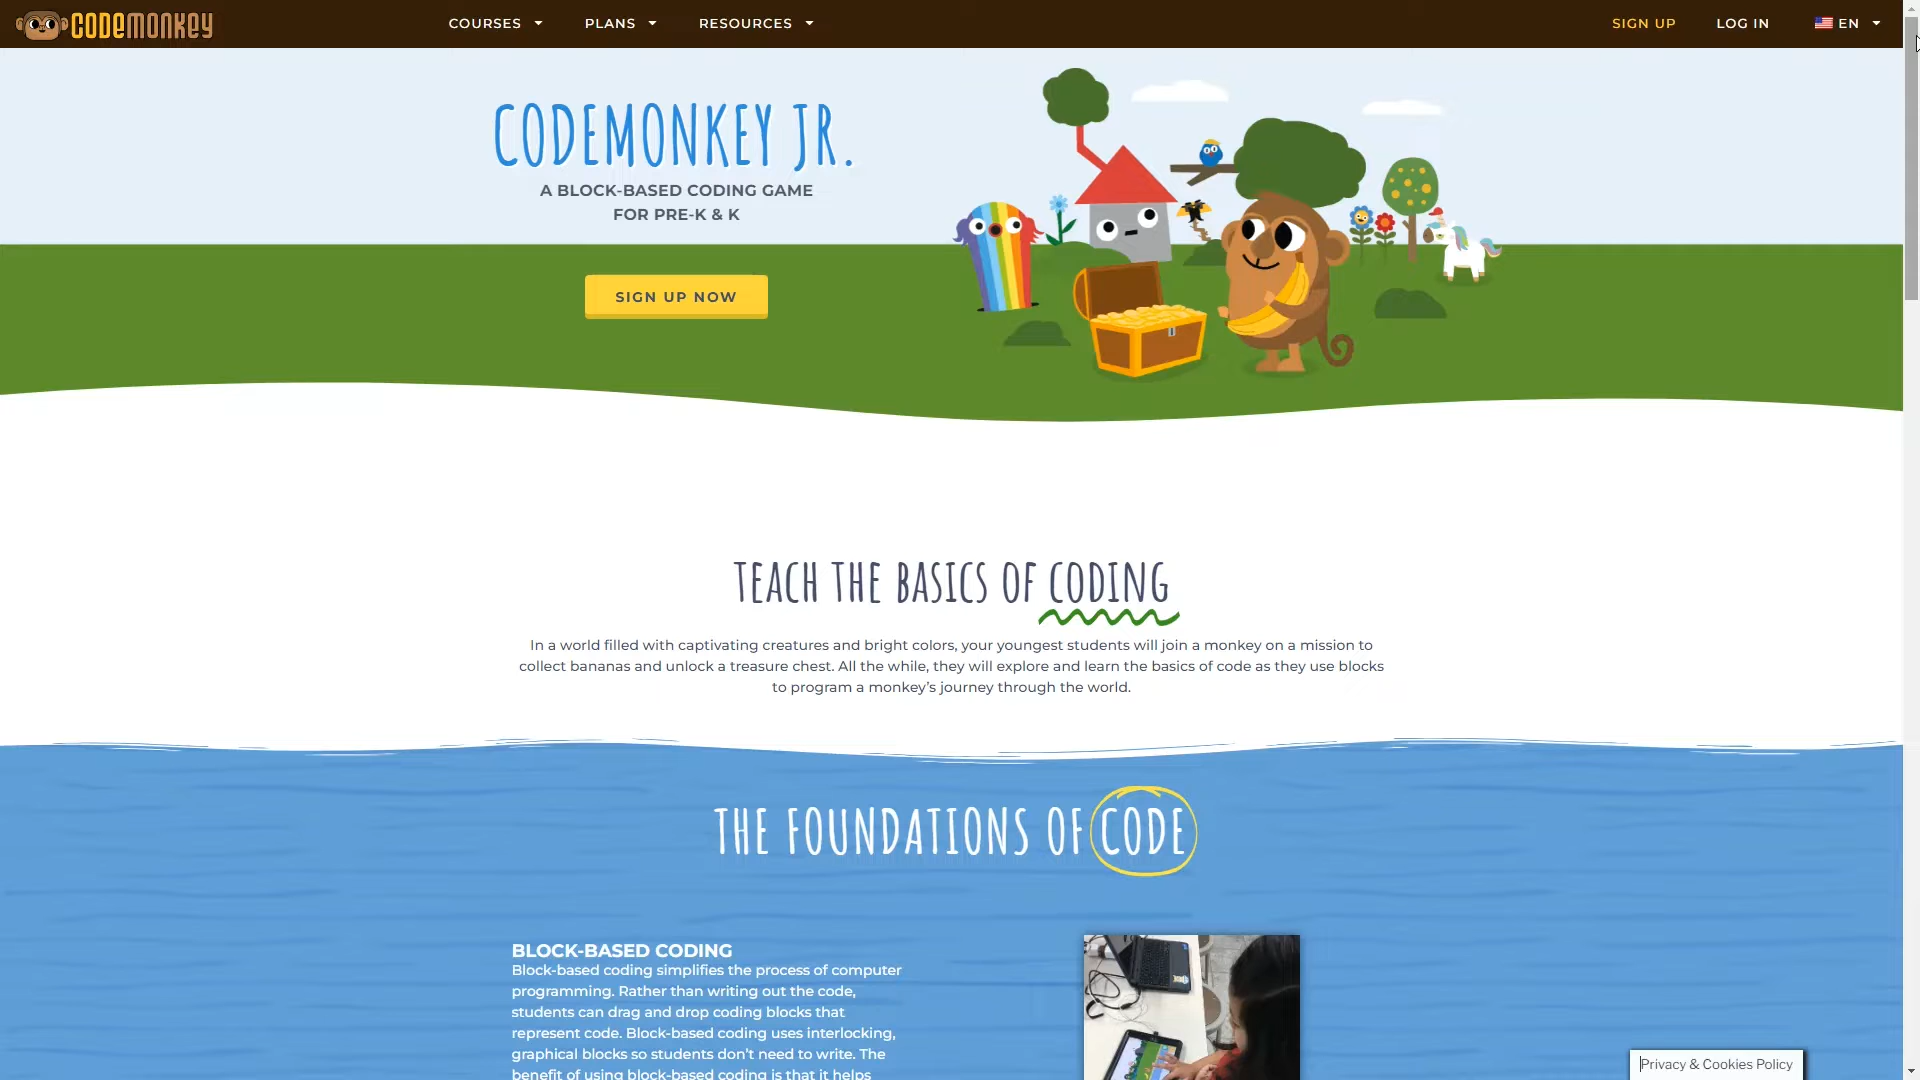 CODEMONKEY
COURSES
PLANS
RESOURCES
SIGN UP
LOG IN
EN
CODEMONKEY JR.
A BLOCK-BASED CODING GAME
FOR PRE-K & K
SIGN UP NOW
TEACH THE BASICS OF CODING
In a world filled with captivating creatures and bright colors, your youngest students will join a monkey on a mission to
collect bananas and unlock a treasure chest. All the while, they will explore and learn the basics of code as they use blocks
to program a monkey’s journey through the world.
THE FOUNDATIONS OF CODE
BLOCK-BASED CODING
Block-based coding simplifies the process of computer
programming. Rather than writing out the code,
students can drag and drop coding blocks that
represent code. Block-based coding uses interlocking,
graphical blocks so students don’t need to write. The
benefit of using block-based coding is that it helps
Privacy & Cookies Policy